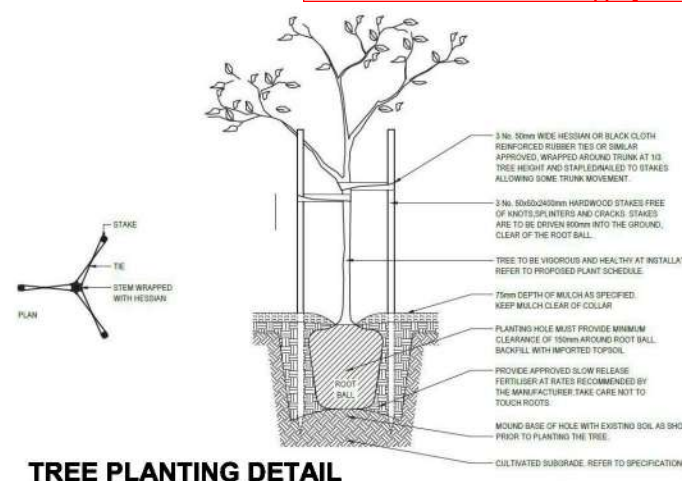 3 No. 50mm WIDE HESSIAN OR BLACK CLOTH
REINFORCED RUBBER TIES OR SIMILAR
APPROVED, WRAPPED AROUND TRUNK AT 1/3
TREE HEIGHT AND STAPLED/NAILED TO STAKES
ALLOWING SOME TRUNK MOVEMENT.
3 No. 50x50x2400mm HARDWOOD STAKES FREE
OF KNOTS,SPLINTERS AND CRACKS. STAKES
ARE TO BE DRIVEN 800mm INTO THE GROUND,
CLEAR OF THE ROOT BALL.
TREE TO BE VIGOROUS AND HEALTHY AT INSTALLAT
REFER TO PROPOSED PLANT SCHEDULE.
75mm DEPTH OF MULCH AS SPECIFIED.
KEEP MULCH CLEAR OF COLLAR
PLANTING HOLE MUST PROVIDE MINIMUM
CLEARANCE OF 150mm AROUND ROOT BALL.
BACKFILL WITH IMPORTED TOPSOIL
PROVIDE APPROVED SLOW RELEASE
FERTILISER AT RATES RECOMMENDED BY
THE MANUFACTURER.TAKE CARE NOT TO
TOUCH ROOTS.
MOUND BASE OF HOLE WITH EXISTING SOIL AS SHO
PRIOR TO PLANTING THE TREE.
CULTIVATED SUBGRADE. REFER TO SPECIFICATION
STAKE
TIE
STEM WRAPPED
WITH HESSIAN
PLAN
ROOT
BALL
TREE PLANTING DETAIL